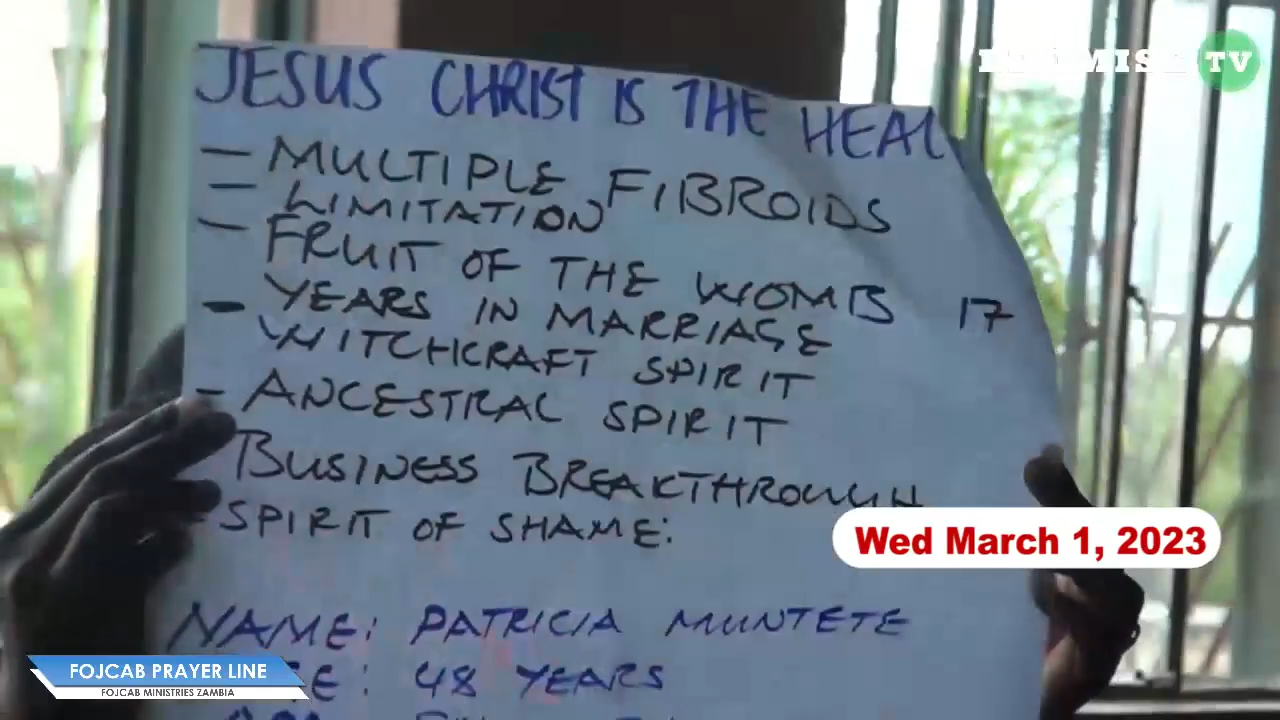 TV
JESUS CHRIST IS THE HEAL
- MULTIPLE FIBROIDS
- LIMITATION
- FRUIT OF THE WOMB 17
YEARS IN MARRIAGE
- WITCHCRAFT SPIRIT
- ANCESTRAL SPIRIT
BUSINESS BREAKTHROUGH
- SPIRIT OF SHAME:
Wed March 1, 2023
NAME: PATRICIA MUNTETE
48 YEARS
FOJCAB PRAYER LINE
FOJCAB MINISTRIES ZAMBIA